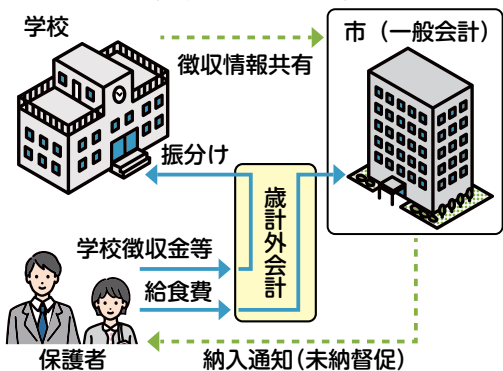 学校
市（一般会計）
徴収情報共有
振分け
歳計外会計
学校徴収金等
給食費
保護者
納入通知（未納督促）